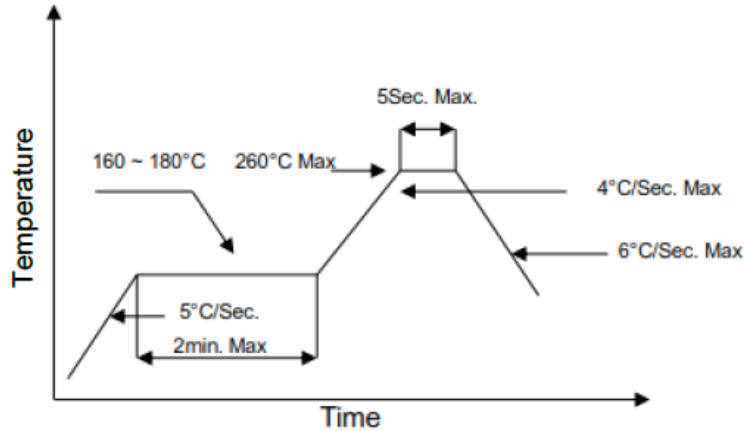 5Sec. Max.
160 ~ 180°C
260°C Max
4°C/Sec. Max
6°C/Sec. Max
5°C/Sec.
2min. Max
Temperature
Time